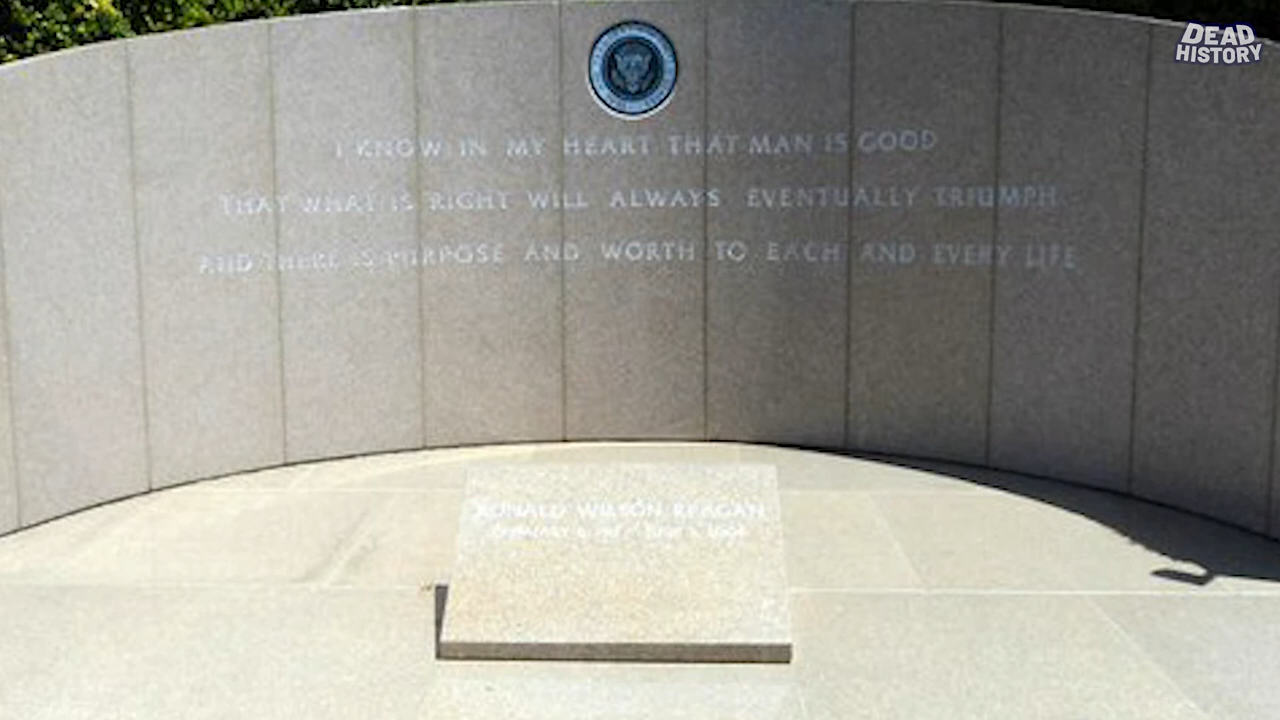 DEAD
HISTORY
I KNOW IN MY HEART THAT MAN IS GOOD
THAT WHAT IS RIGHT WILL ALWAYS EVENTUALLY TRIUMPH
AND THERE IS PURPOSE AND WORTH TO EACH AND EVERY LIFE
RONALD WILSON REAGAN